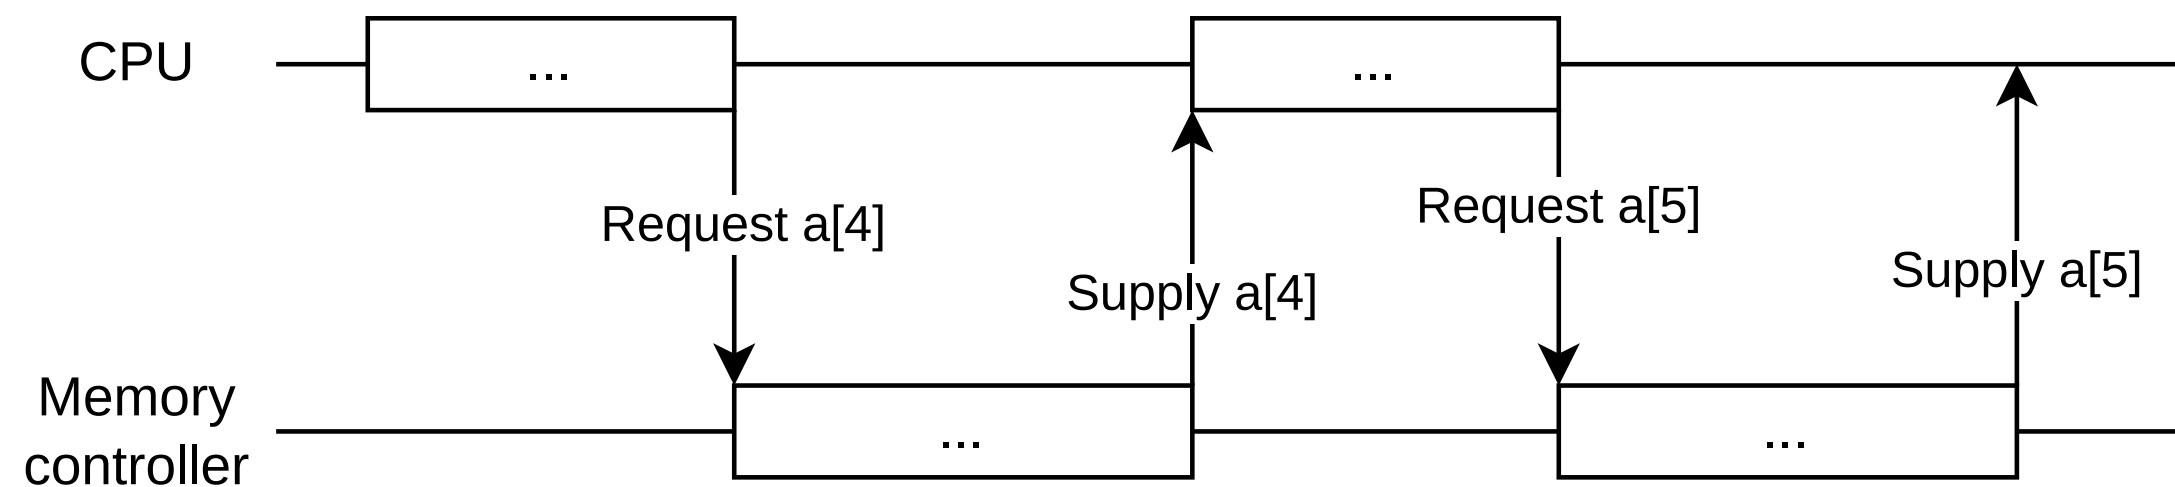 CPU
...
...
Request a[4]
Request a[5]
Supply a[4]
Supply a[5]
Memory
controller
...
...